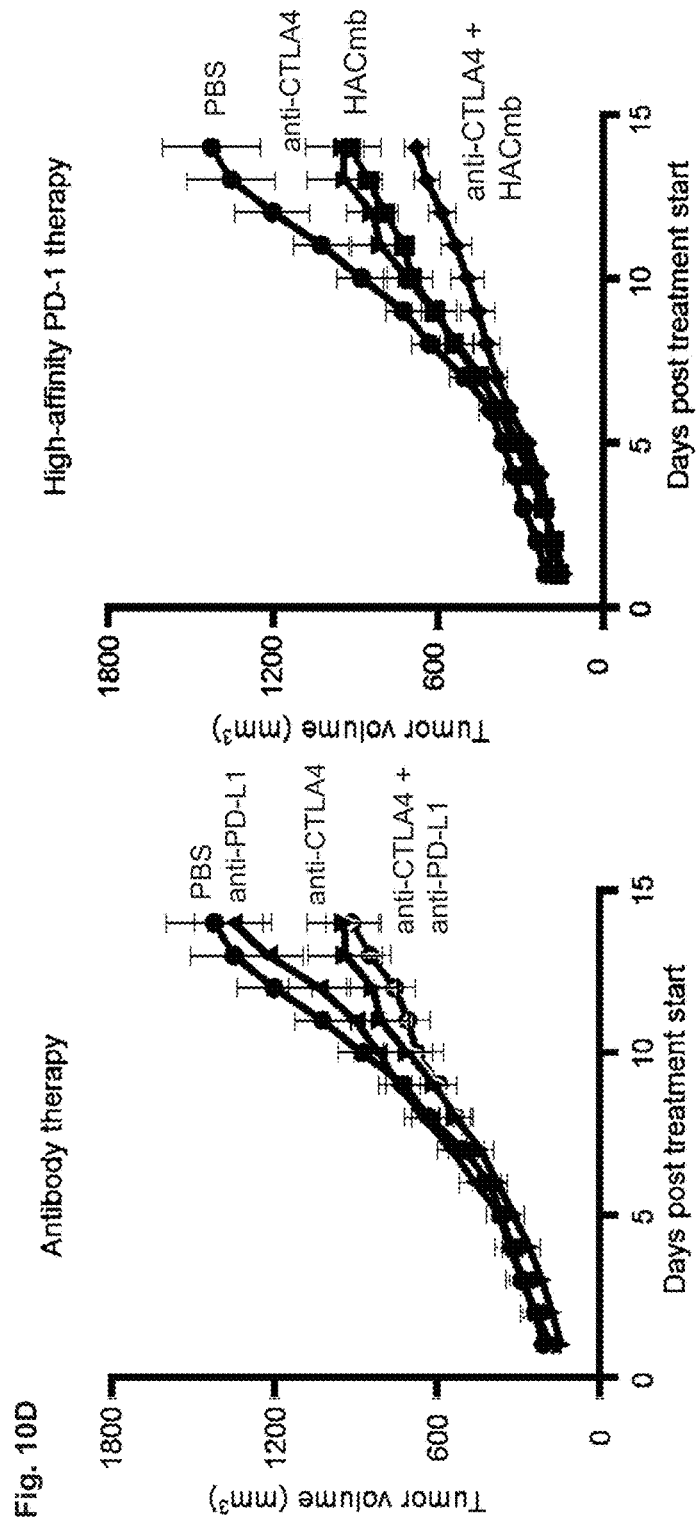 Fig. 10D
Antibody therapy
Tumor volume (mm³)
1800
1200
600
0
0
5
10
15
Days post treatment start
PBS
anti-PD-L1
anti-CTLA4
anti-CTLA4 +
anti-PD-L1
High-affinity PD-1 therapy
Tumor volume (mm³)
1800
1200
600
0
0
5
10
15
Days post treatment start
PBS
anti-CTLA4
HACmb
anti-CTLA4 +
HACmb